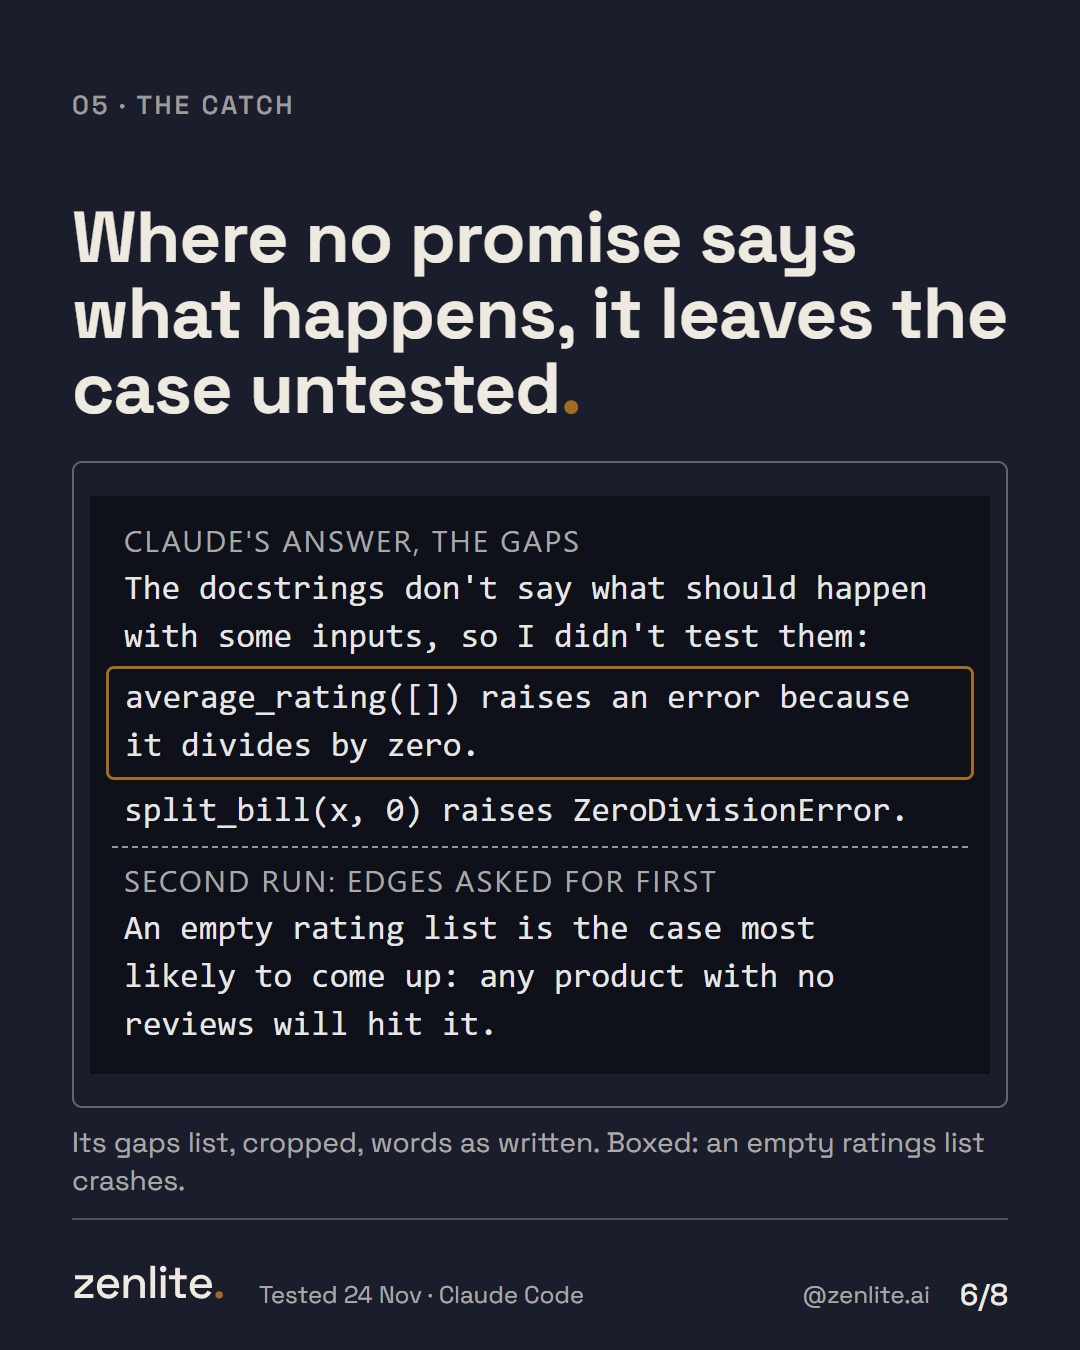 05 · THE CATCH
Where no promise says
what happens, it leaves the
case untested.
CLAUDE'S ANSWER, THE GAPS
The docstrings don't say what should happen
with some inputs, so I didn't test them:
average_rating([]) raises an error because
it divides by zero.
split_bill(x, 0) raises ZeroDivisionError.
SECOND RUN: EDGES ASKED FOR FIRST
An empty rating list is the case most
likely to come up: any product with no
reviews will hit it.
Its gaps list, cropped, words as written. Boxed: an empty ratings list
crashes.
zenlite. Tested 24 Nov · Claude Code @zenlite.ai 6/8